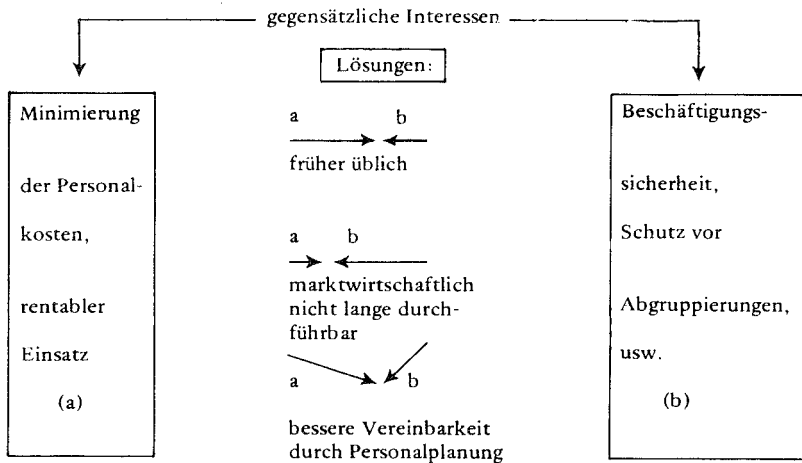 gegensätzliche Interessen
Lösungen:
Minimierung
der Personal-
kosten,
rentabler
Einsatz
(a)
a b
früher üblich
a b
marktwirtschaftlich
nicht lange durch-
führbar
a b
bessere Vereinbarkeit
durch Personalplanung
Beschäftigungs-
sicherheit,
Schutz vor
Abgruppierungen,
usw.
(b)